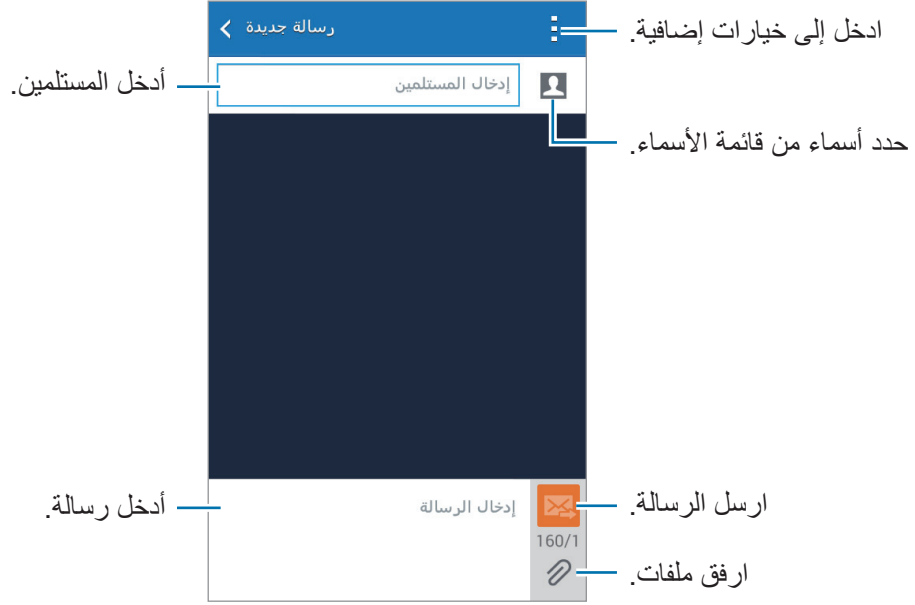 ادخل إلى خيارات إضافية.
رسالة جديدة
أدخل المستلمين.
إدخال المستلمين
حدد أسماء من قائمة الأسماء.
ارسل الرسالة.
إدخال الرسالة
أدخل رسالة.
160/1
ارفق ملفات.